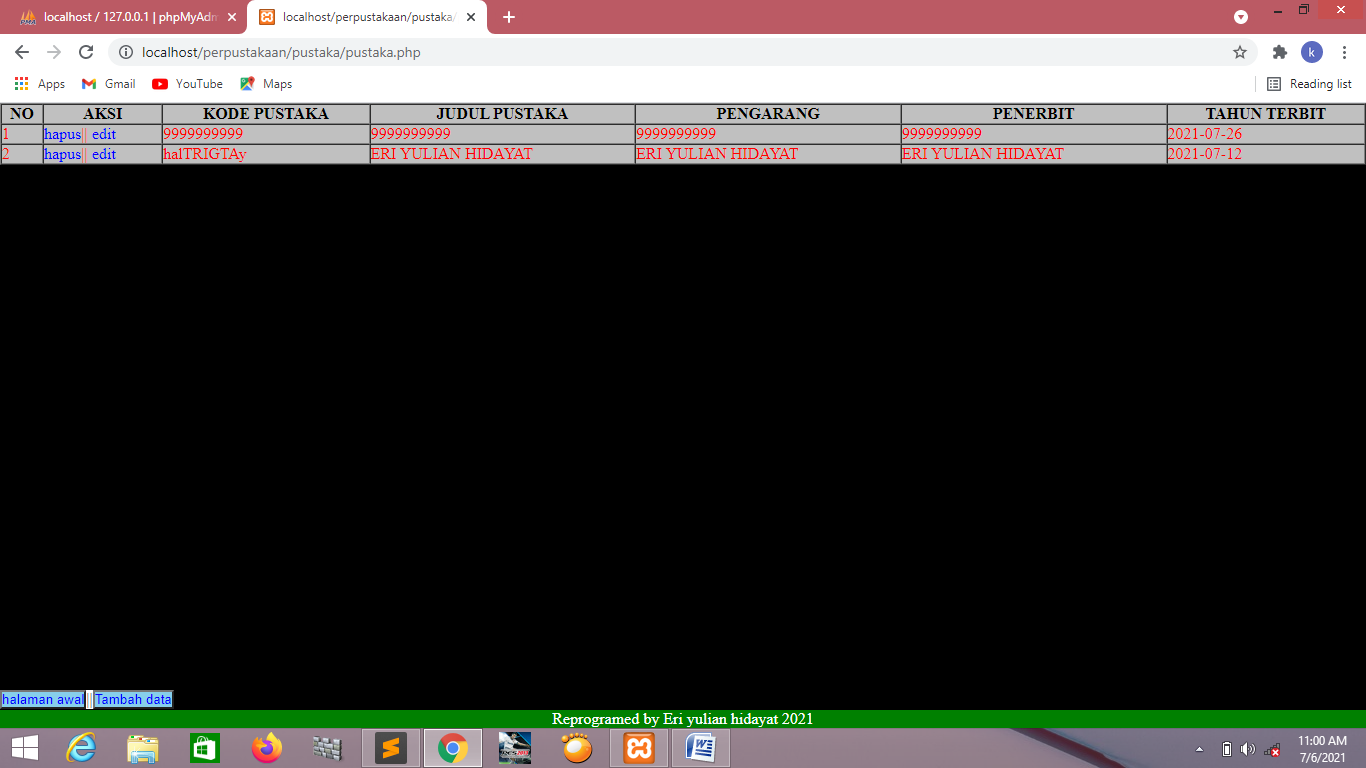 localhost / 127.0.0.1 | phpMyAdm
localhost/perpustakaan/pustaka/
localhost/perpustakaan/pustaka/pustaka.php
k
Apps Gmail YouTube Maps Reading list
NO AKSI KODE PUSTAKA JUDUL PUSTAKA PENGARANG PENERBIT TAHUN TERBIT
1 hapus|| edit 9999999999 9999999999 9999999999 9999999999 2021-07-26
2 hapus|| edit halTRIGTAy ERI YULIAN HIDAYAT ERI YULIAN HIDAYAT ERI YULIAN HIDAYAT 2021-07-12
halaman awal || Tambah data
Reprogramed by Eri yulian hidayat 2021
11:00 AM
7/6/2021